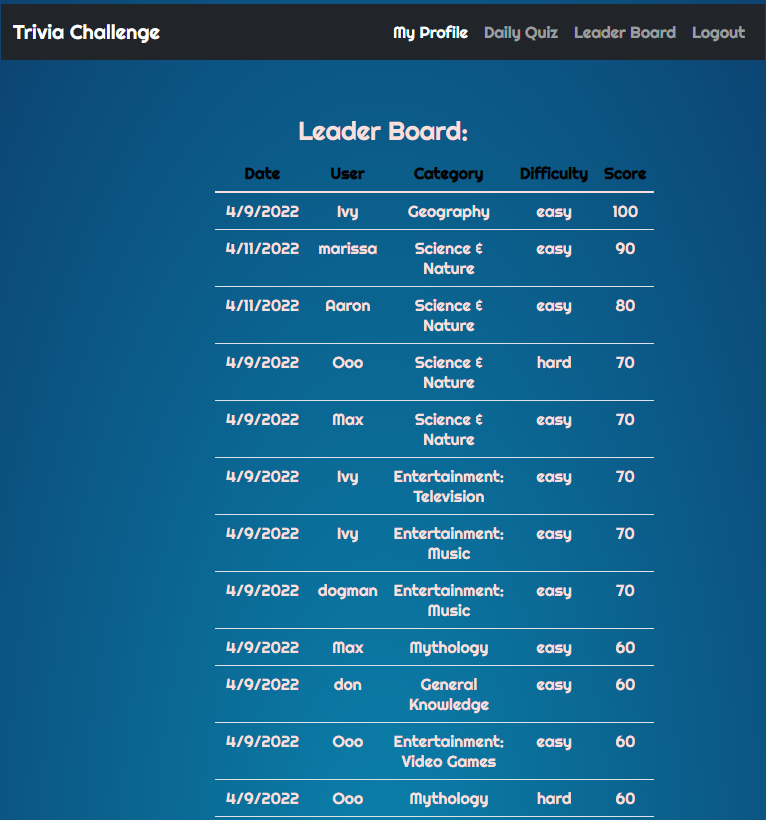 Trivia Challenge My Profile Daily Quiz Leader Board Logout
Leader Board:
Date User Category Difficulty Score
4/9/2022 Ivy Geography easy 100
4/11/2022 marissa Science & easy 90
Nature
4/11/2022 Aaron Science & easy 80
Nature
4/9/2022 Ooo Science & hard 70
Nature
4/9/2022 Max Science & easy 70
Nature
4/9/2022 Ivy Entertainment: easy 70
Television
4/9/2022 Ivy Entertainment: easy 70
Music
4/9/2022 dogman Entertainment: easy 70
Music
4/9/2022 Max Mythology easy 60
4/9/2022 don General easy 60
Knowledge
4/9/2022 Ooo Entertainment: easy 60
Video Games
4/9/2022 Ooo Mythology hard 60